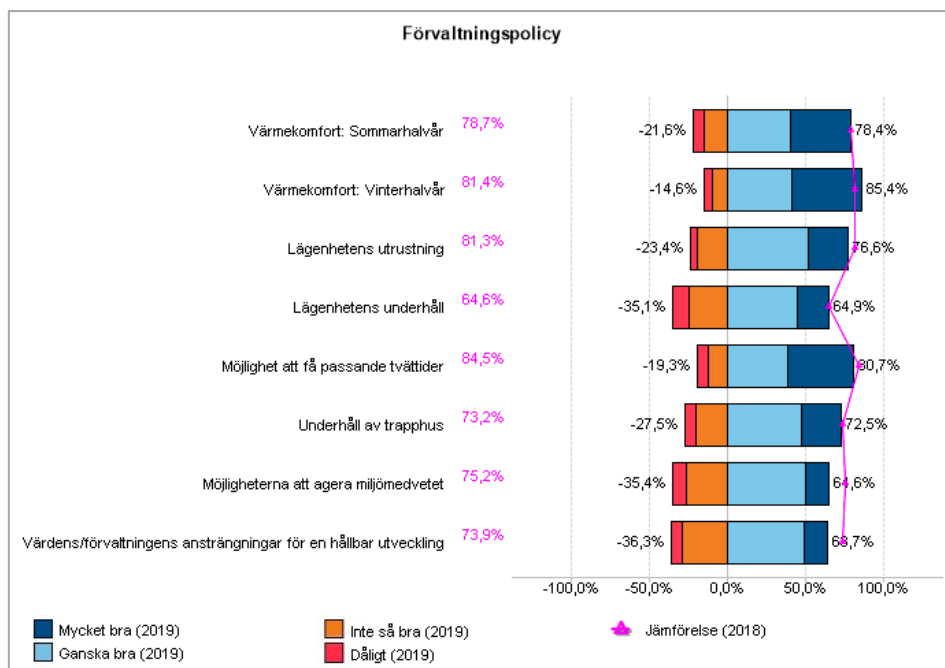 Förvaltningspolicy
Värmekomfort: Sommarhalvår 78,7% -21,6% 78,4%
Värmekomfort: Vinterhalvår 81,4% -14,6% 85,4%
Lägenhetens utrustning 81,3% -23,4% 76,6%
Lägenhetens underhåll 64,6% -35,1% 64,9%
Möjlighet att få passande tvättider 84,5% -19,3% 80,7%
Underhåll av trapphus 73,2% -27,5% 72,5%
Möjligheterna att agera miljömedvetet 75,2% -35,4% 64,6%
Värdens/förvaltningens ansträngningar för en hållbar utveckling 73,9% -36,3% 63,7%
-100,0% -50,0% 0,0% 50,0% 100,0%
Mycket bra (2019) Inte så bra (2019) Jämförelse (2018)
Ganska bra (2019) Dåligt (2019)